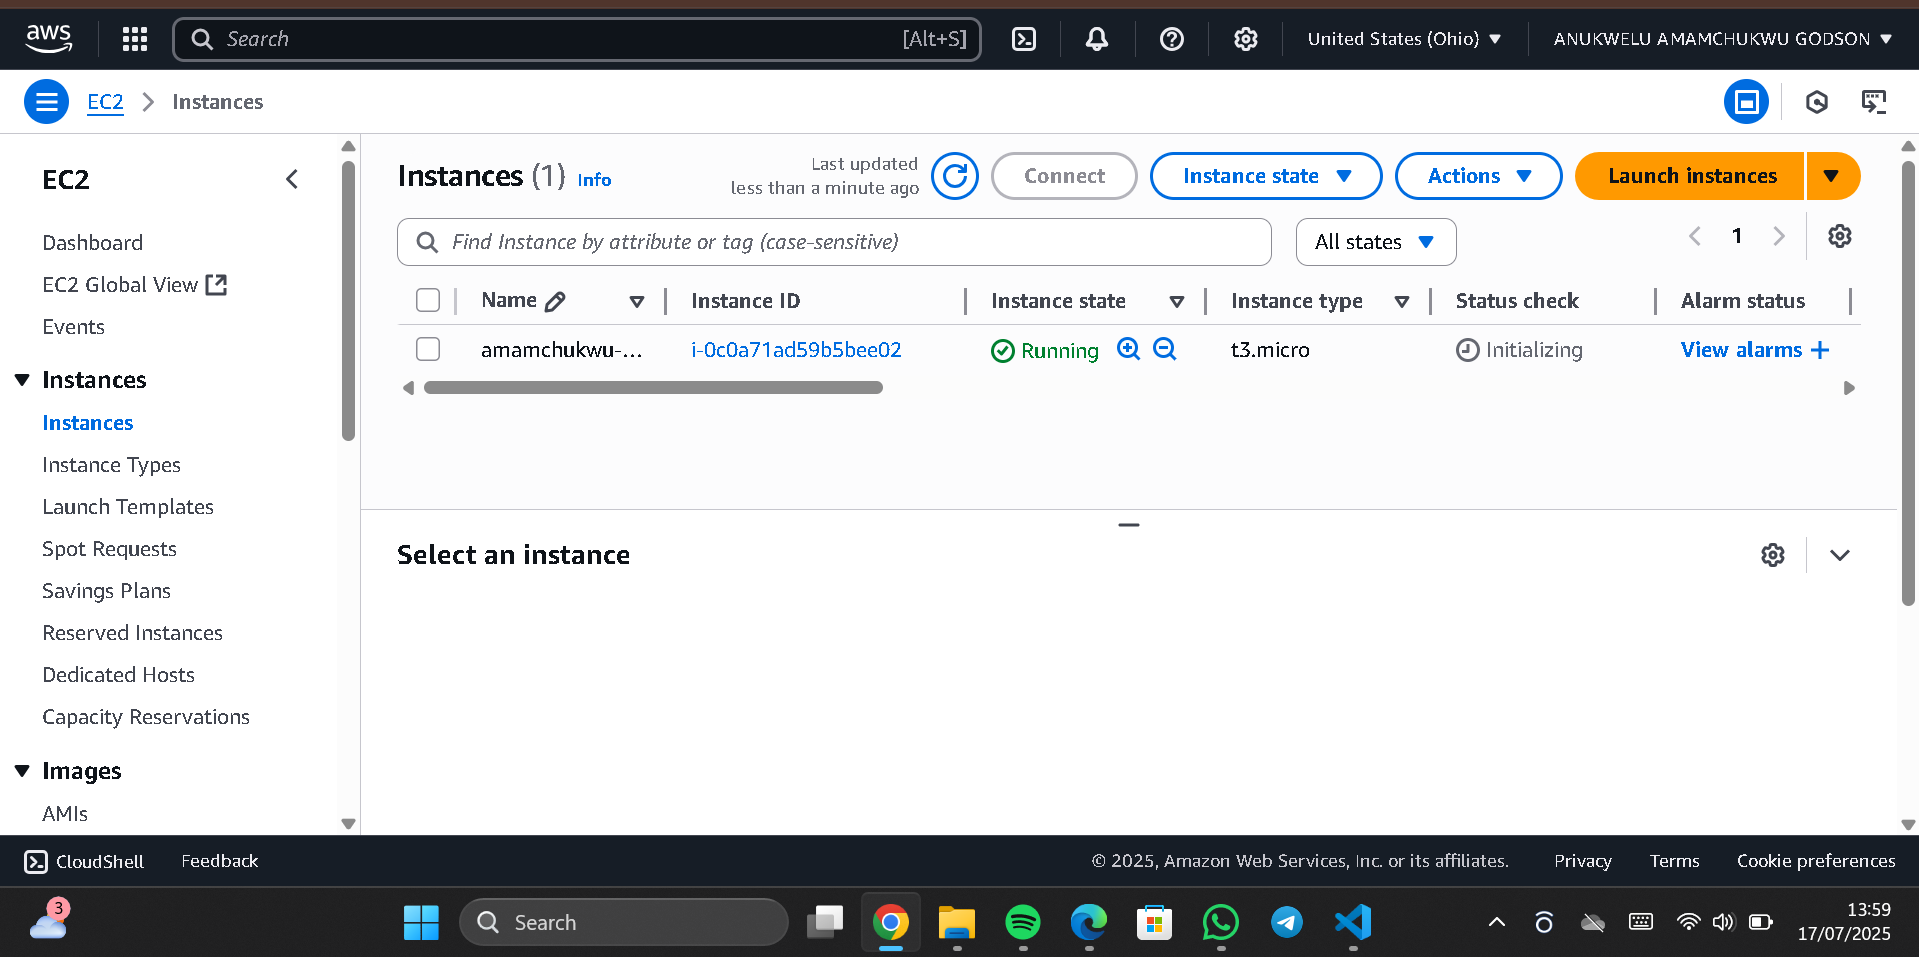 aws
Search [Alt+S]
United States (Ohio)
ANUKWELU AMAMCHUKWU GODSON
EC2 Instances
EC2
Dashboard
EC2 Global View
Events
Instances
Instances
Instance Types
Launch Templates
Spot Requests
Savings Plans
Reserved Instances
Dedicated Hosts
Capacity Reservations
Images
AMIs
Instances (1) Info
Last updated
less than a minute ago
Connect
Instance state
Actions
Launch instances
Find Instance by attribute or tag (case-sensitive)
All states
1
Name Instance ID Instance state Instance type Status check Alarm status
amamchukwu-... i-0c0a71ad59b5bee02 Running t3.micro Initializing View alarms +
Select an instance
CloudShell Feedback © 2025, Amazon Web Services, Inc. or its affiliates. Privacy Terms Cookie preferences
3
Search
13:59
17/07/2025